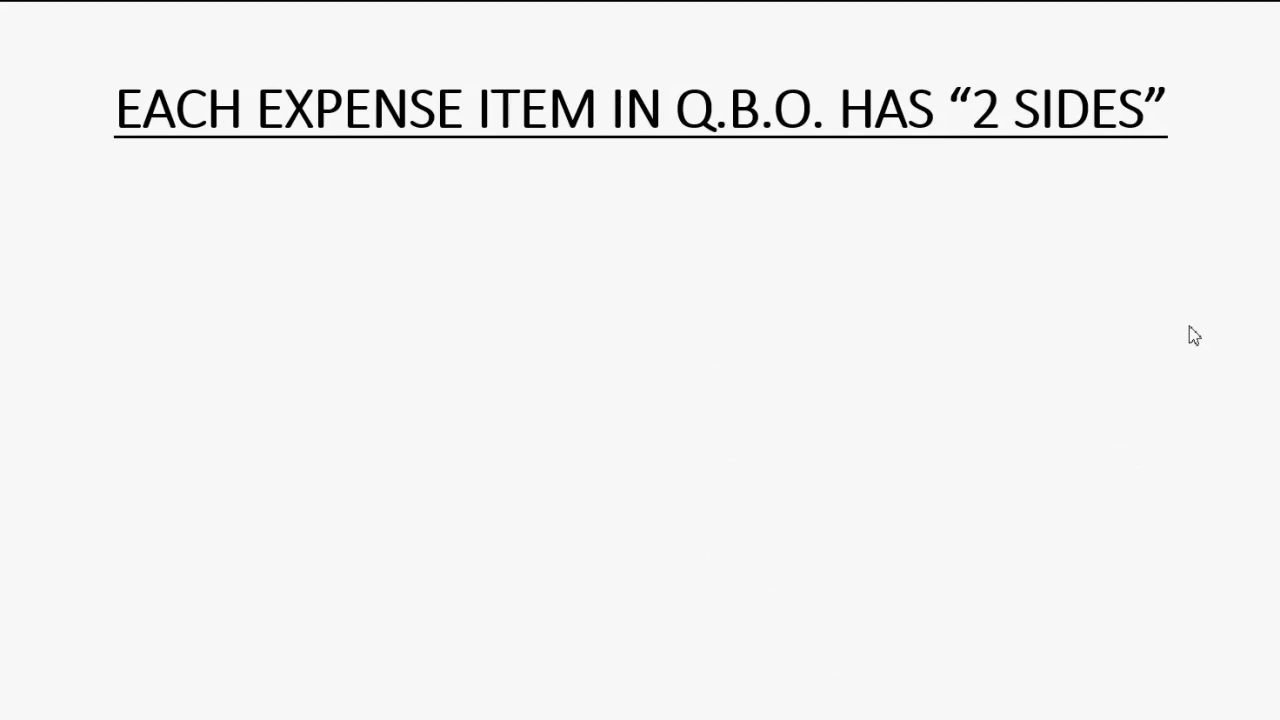 EACH EXPENSE ITEM IN Q.B.O. HAS “2 SIDES”